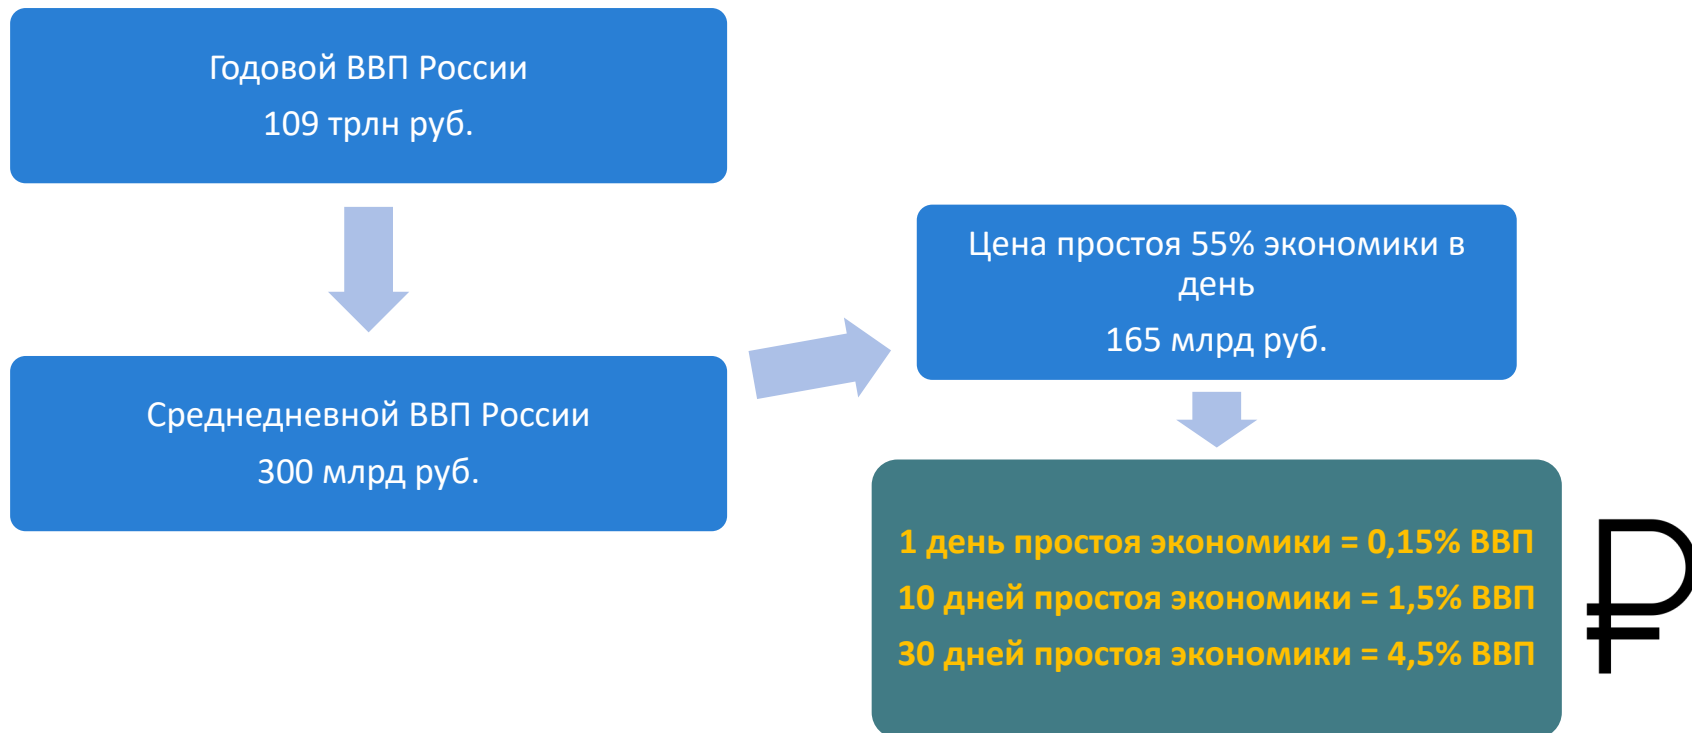 Годовой ВВП России
109 трлн руб.
Среднедневной ВВП России
300 млрд руб.
Цена простоя 55% экономики в
день
165 млрд руб.
1 день простоя экономики = 0,15% ВВП
10 дней простоя экономики = 1,5% ВВП
30 дней простоя экономики = 4,5% ВВП
₽